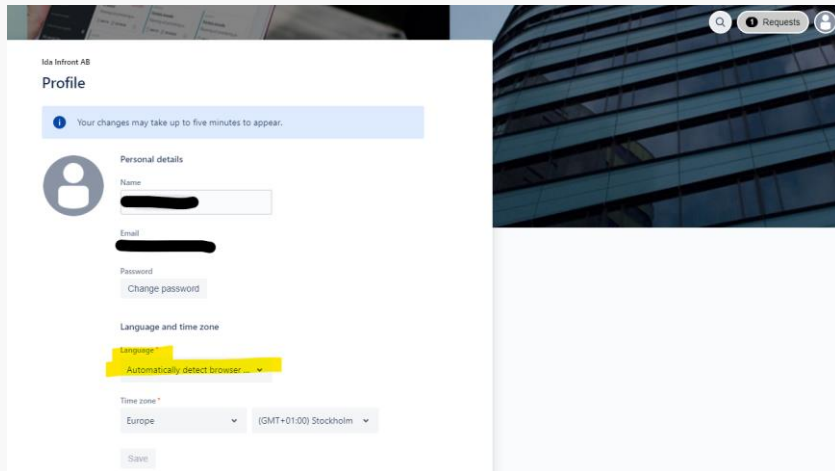 Requests
Ida Infront AB
Profile
Your changes may take up to five minutes to appear.
Personal details
Name
Email
Password
Change password
Language and time zone
Language *
Automatically detect browser ...
Time zone *
Europe (GMT+01:00) Stockholm
Save